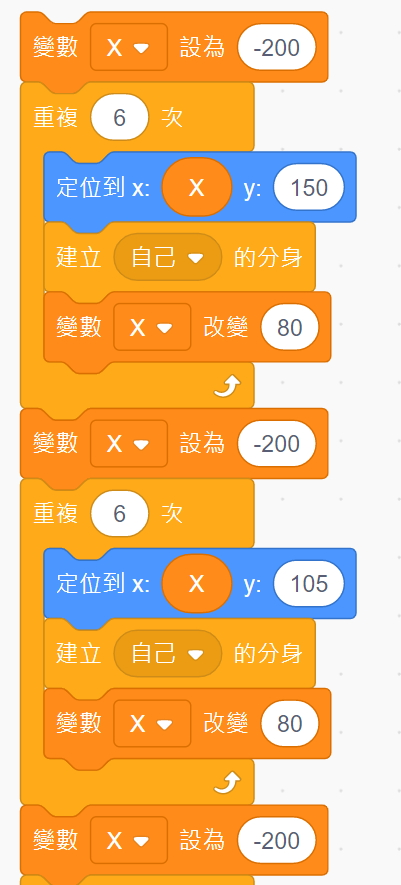 變數 X 設為 -200
重複 6 次
定位到 x: X y: 150
建立 自己 的分身
變數 X 改變 80
變數 X 設為 -200
重複 6 次
定位到 x: X y: 105
建立 自己 的分身
變數 X 改變 80
變數 X 設為 -200